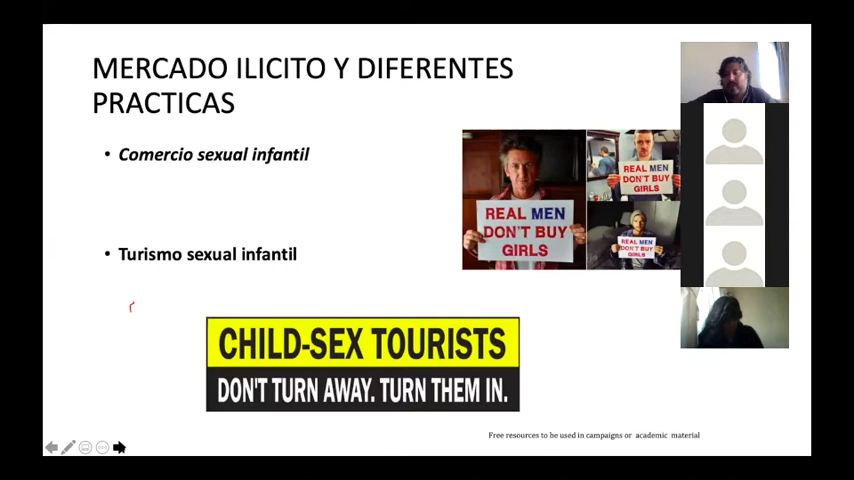 MERCADO ILICITO Y DIFERENTES
PRACTICAS
• Comercio sexual infantil
REAL MEN
DON'T BUY
GIRLS
REAL MEN
DON'T BUY
GIRLS
REAL MEN
DON'T BUY
GIRLS
• Turismo sexual infantil
CHILD-SEX TOURISTS
DON'T TURN AWAY. TURN THEM IN.
Free resources to be used in campaigns or academic material